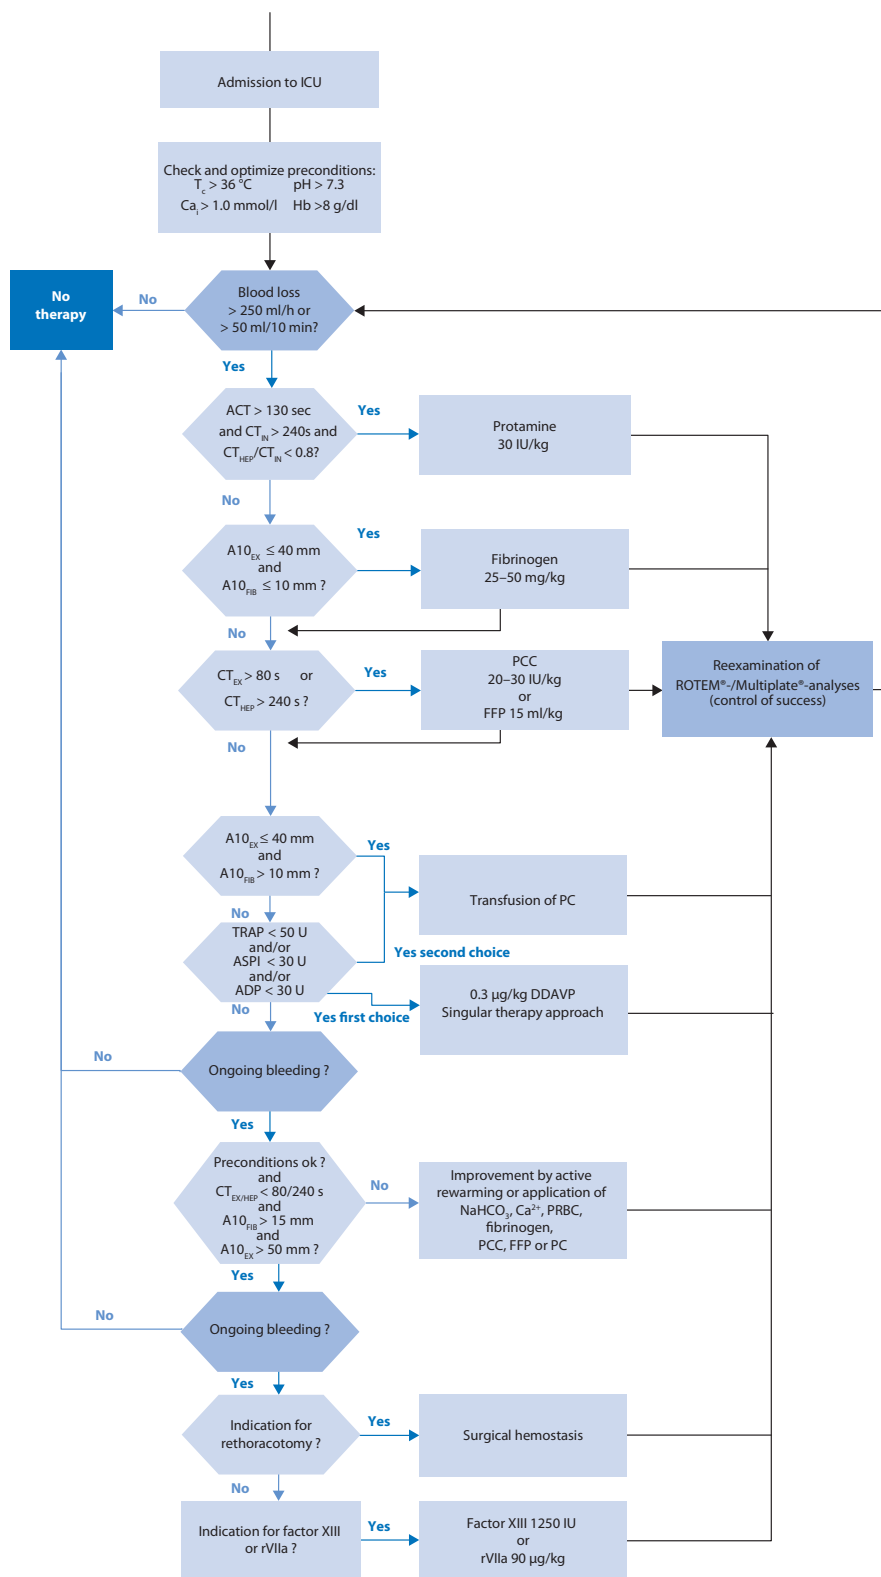 Admission to ICU
Check and optimize preconditions:
Tc > 36 °C pH > 7.3
Cai > 1.0 mmol/l Hb >8 g/dl
No
therapy
No
Blood loss
> 250 ml/h or
> 50 ml/10 min?
Yes
ACT > 130 sec
and CTIN > 240s and
CTHEP/CTIN < 0.8?
Yes
Protamine
30 IU/kg
No
A10EX ≤ 40 mm
and
A10FIB ≤ 10 mm ?
Yes
Fibrinogen
25–50 mg/kg
No
CTEX > 80 s or
CTHEP > 240 s ?
Yes
PCC
20–30 IU/kg
or
FFP 15 ml/kg
Reexamination of
ROTEM®-/Multiplate®-analyses
(control of success)
No
A10EX ≤ 40 mm
and
A10FIB > 10 mm ?
Yes
Transfusion of PC
No
TRAP < 50 U
and/or
ASPI < 30 U
and/or
ADP < 30 U
Yes second choice
Yes first choice
0.3 µg/kg DDAVP
Singular therapy approach
No
Ongoing bleeding ?
No
Yes
Preconditions ok ?
and
CTEX/HEP < 80/240 s
and
A10FIB > 15 mm
and
A10EX > 50 mm ?
No
Improvement by active
rewarming or application of
NaHCO3, Ca2+, PRBC,
fibrinogen,
PCC, FFP or PC
Yes
Ongoing bleeding ?
No
Yes
Indication for
rethoracotomy ?
Yes
Surgical hemostasis
No
Indication for factor XIII
or rVIIa ?
Yes
Factor XIII 1250 IU
or
rVIIa 90 µg/kg